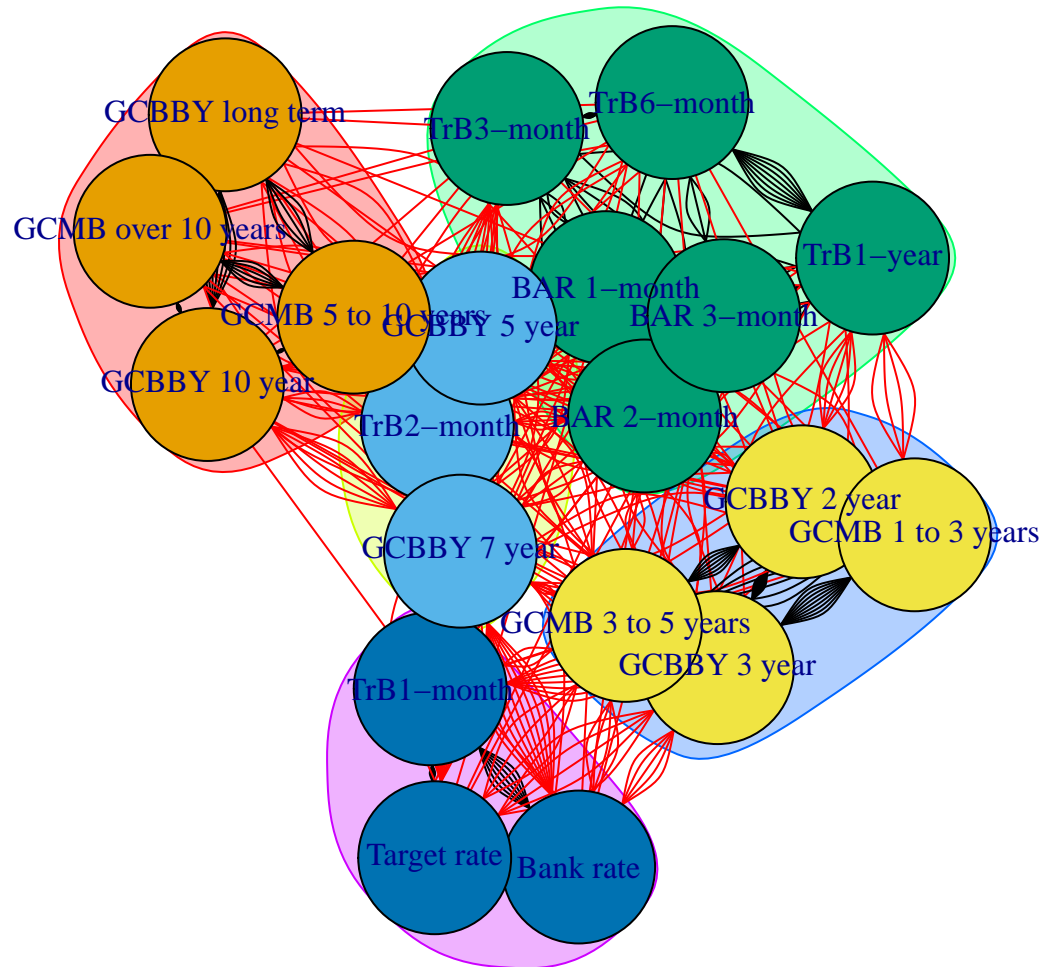 TrB6−month
GCBBY long term
TrB3−month
GCMB over 10 years
TrB1−year
BAR 1−month
GCMB 5 to 10 years
GCBBY 5 year
BAR 3−month
GCBBY 10 year
TrB2−month
BAR 2−month
GCBBY 2 year
GCMB 1 to 3 years
GCBBY 7 year
GCMB 3 to 5 years
GCBBY 3 year
TrB1−month
Target rate
Bank rate